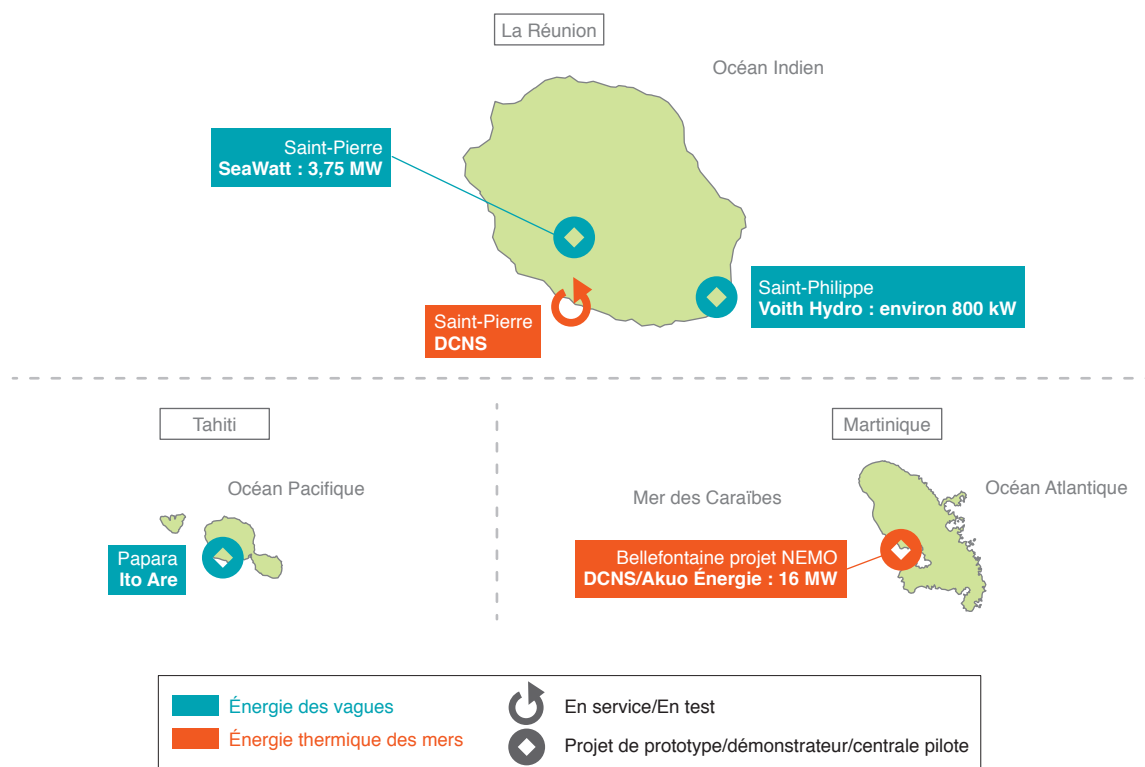 La Réunion
Océan Indien
Saint-Pierre
SeaWatt : 3,75 MW
Saint-Philippe
Voith Hydro : environ 800 kW
Saint-Pierre
DCNS
Tahiti
Océan Pacifique
Papara
Ito Are
Martinique
Mer des Caraïbes
Océan Atlantique
Bellefontaine projet NEMO
DCNS/Akuo Énergie : 16 MW
Énergie des vagues
Énergie thermique des mers
En service/En test
Projet de prototype/démonstrateur/centrale pilote